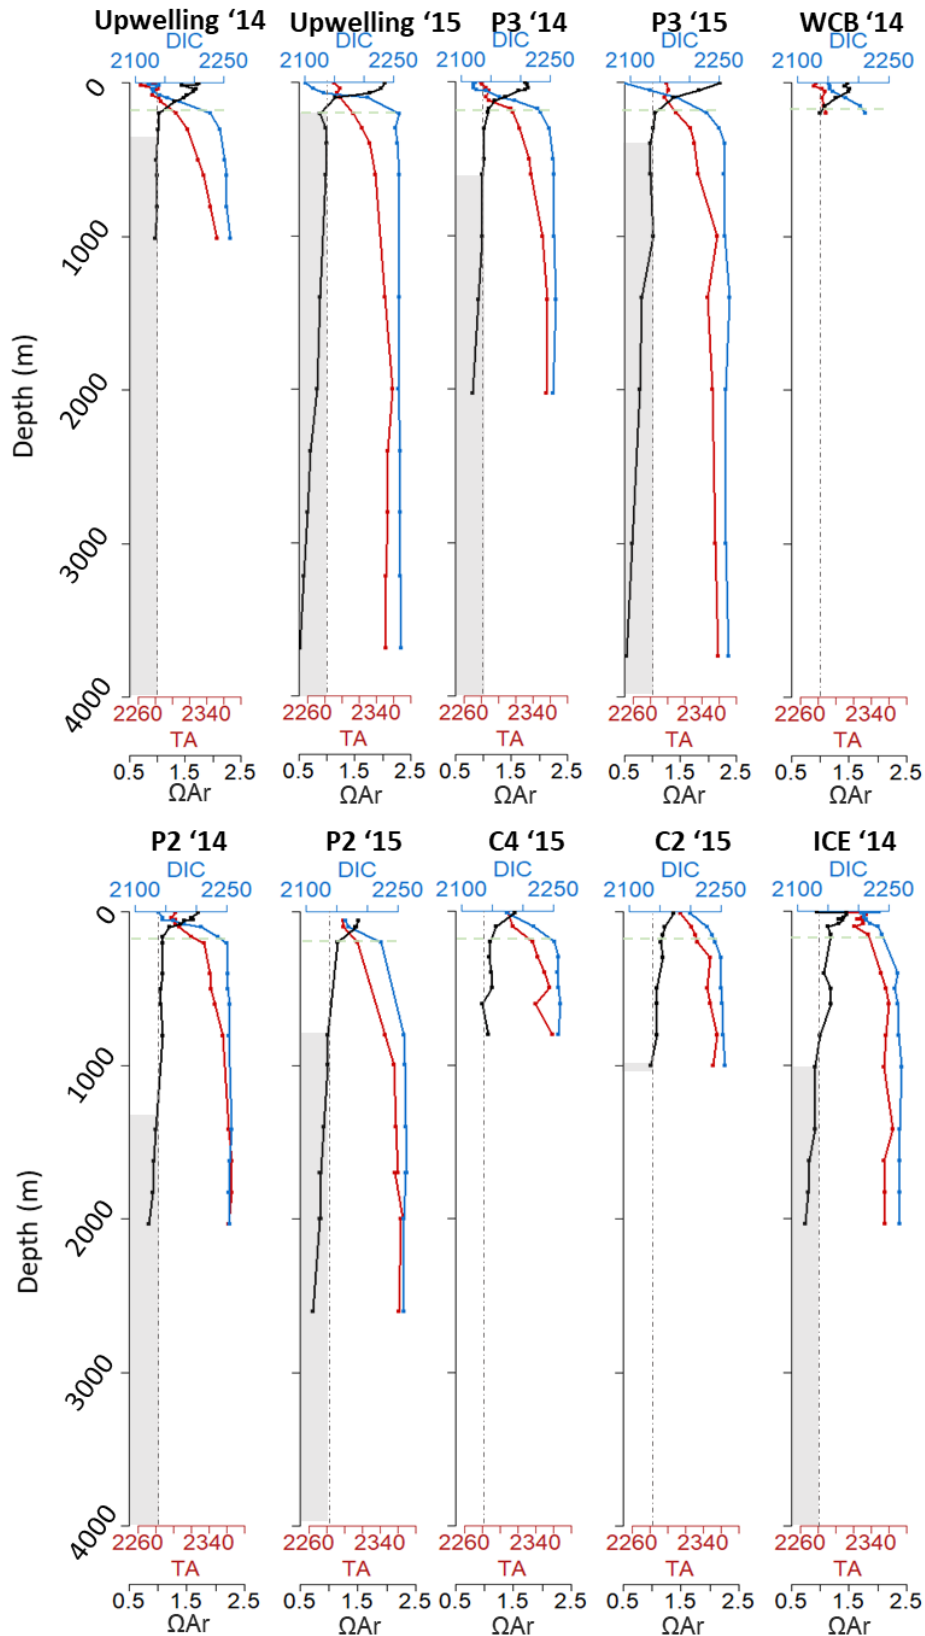 Upwelling ‘14 Upwelling ‘15 P3 ‘14 P3 ‘15 WCB ‘14
DIC DIC DIC DIC DIC
2100 2250 2100 2250 2100 2250 2100 2250 2100 2250
0
1000
2000
3000
4000
Depth (m)
2260 2340 2260 2340 2260 2340 2260 2340 2260 2340
TA TA TA TA TA
0.5 1.5 2.5 0.5 1.5 2.5 0.5 1.5 2.5 0.5 1.5 2.5 0.5 1.5 2.5
ΩAr ΩAr ΩAr ΩAr ΩAr
P2 ‘14 P2 ‘15 C4 ‘15 C2 ‘15 ICE ‘14
DIC DIC DIC DIC DIC
2100 2250 2100 2250 2100 2250 2100 2250 2100 2250
0
1000
2000
3000
4000
Depth (m)
2260 2340 2260 2340 2260 2340 2260 2340 2260 2340
TA TA TA TA TA
0.5 1.5 2.5 0.5 1.5 2.5 0.5 1.5 2.5 0.5 1.5 2.5 0.5 1.5 2.5
ΩAr ΩAr ΩAr ΩAr ΩAr